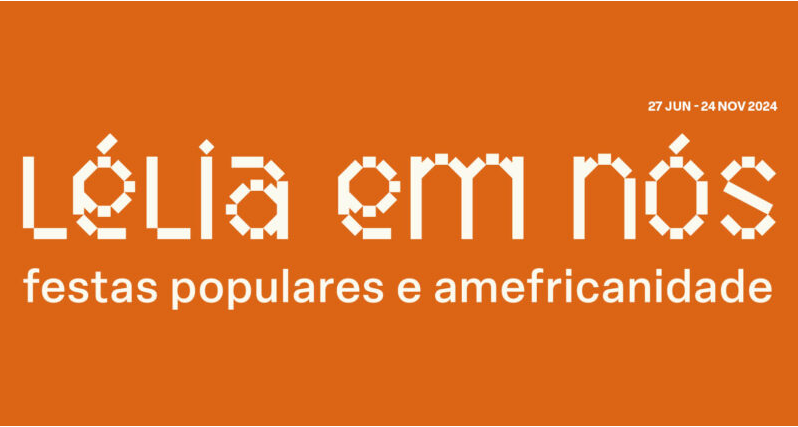 27 JUN - 24 NOV 2024
Lélia em nós
festas populares e amefricanidade